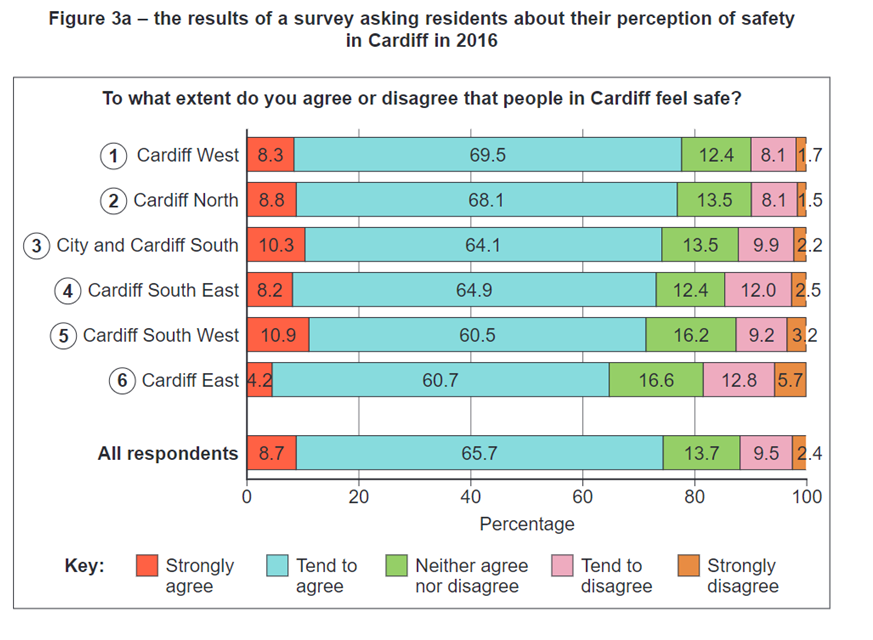 Figure 3a – the results of a survey asking residents about their perception of safety
in Cardiff in 2016
To what extent do you agree or disagree that people in Cardiff feel safe?
1 Cardiff West 8.3 69.5 12.4 8.1 1.7
2 Cardiff North 8.8 68.1 13.5 8.1 1.5
3 City and Cardiff South 10.3 64.1 13.5 9.9 2.2
4 Cardiff South East 8.2 64.9 12.4 12.0 2.5
5 Cardiff South West 10.9 60.5 16.2 9.2 3.2
6 Cardiff East 4.2 60.7 16.6 12.8 5.7
All respondents 8.7 65.7 13.7 9.5 2.4
0 20 40 60 80 100
Percentage
Key: Strongly agree
Tend to agree
Neither agree nor disagree
Tend to disagree
Strongly disagree